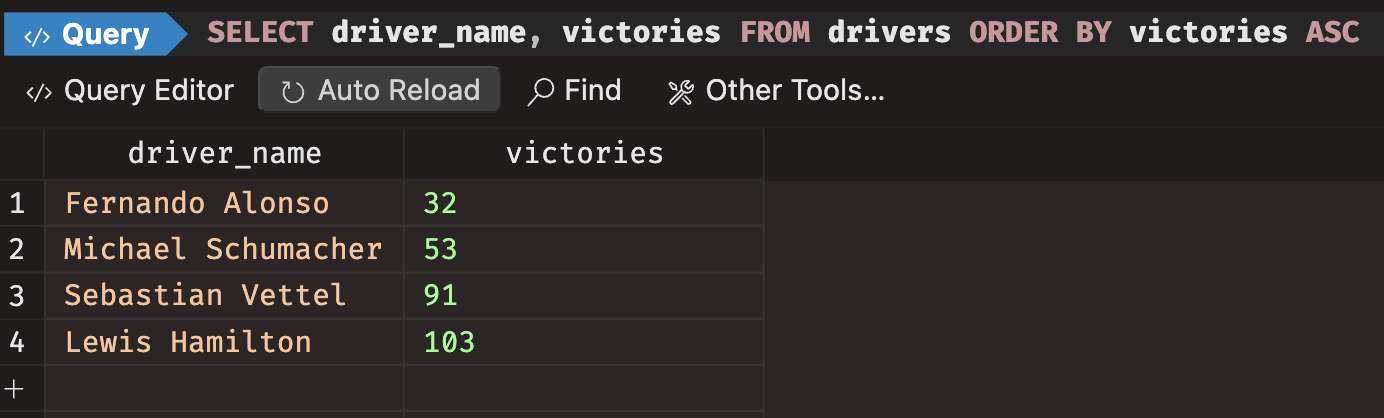 </> Query SELECT driver_name, victories FROM drivers ORDER BY victories ASC
</> Query Editor Auto Reload Find Other Tools...
driver_name victories
1 Fernando Alonso 32
2 Michael Schumacher 53
3 Sebastian Vettel 91
4 Lewis Hamilton 103
+